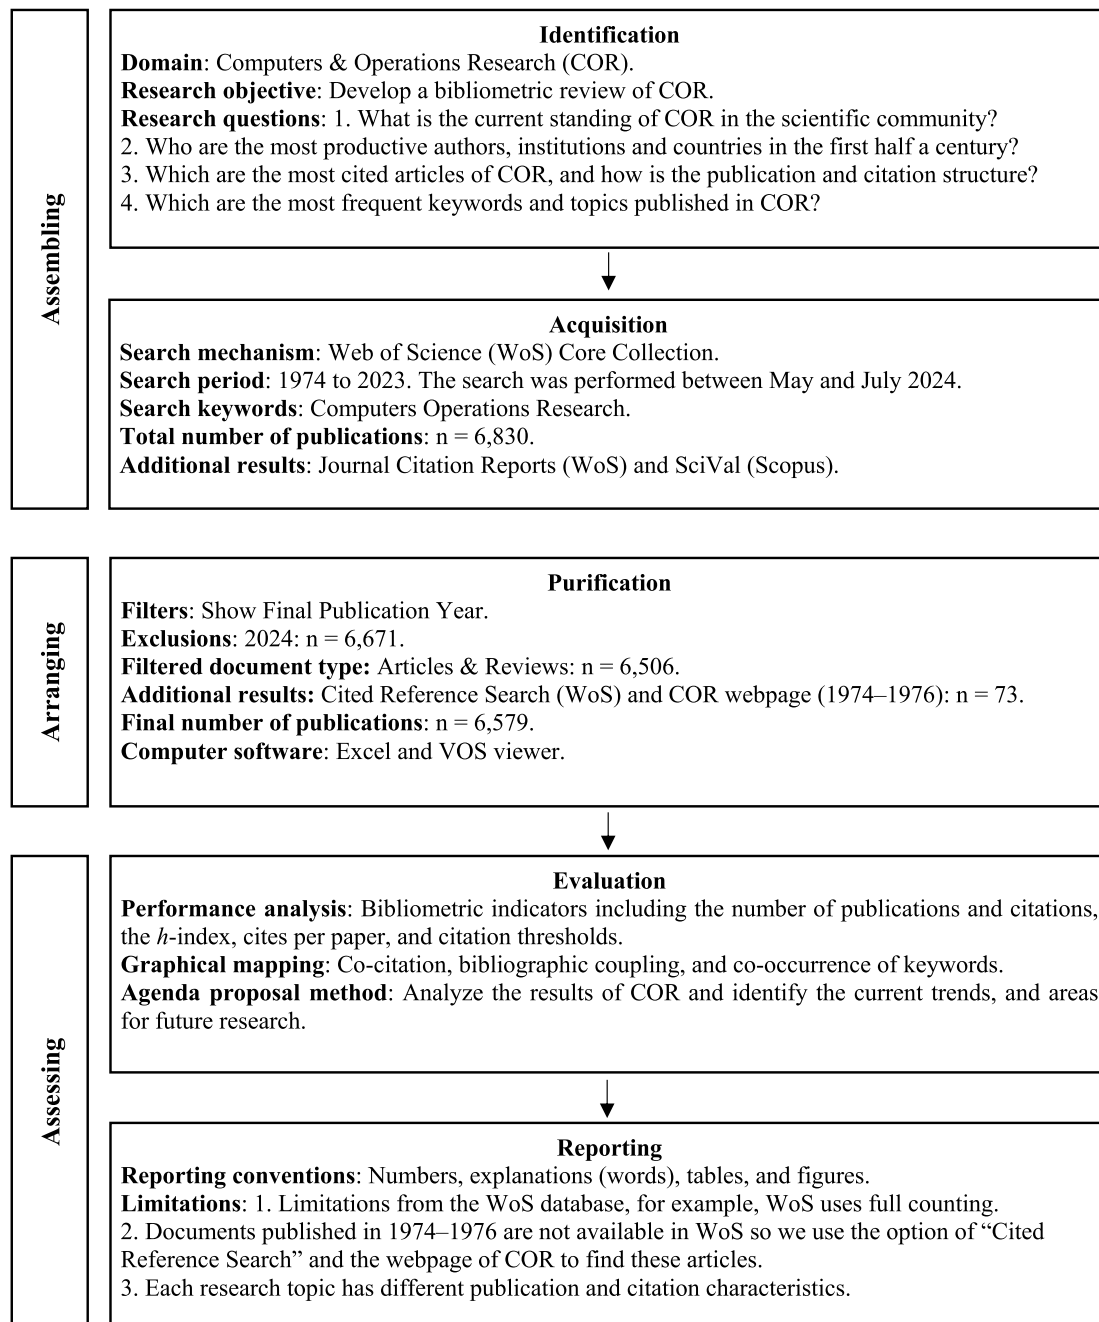 Assembling
Identification
Domain: Computers & Operations Research (COR).
Research objective: Develop a bibliometric review of COR.
Research questions: 1. What is the current standing of COR in the scientific community?
2. Who are the most productive authors, institutions and countries in the first half a century?
3. Which are the most cited articles of COR, and how is the publication and citation structure?
4. Which are the most frequent keywords and topics published in COR?
Acquisition
Search mechanism: Web of Science (WoS) Core Collection.
Search period: 1974 to 2023. The search was performed between May and July 2024.
Search keywords: Computers Operations Research.
Total number of publications: n = 6,830.
Additional results: Journal Citation Reports (WoS) and SciVal (Scopus).
Arranging
Purification
Filters: Show Final Publication Year.
Exclusions: 2024: n = 6,671.
Filtered document type: Articles & Reviews: n = 6,506.
Additional results: Cited Reference Search (WoS) and COR webpage (1974–1976): n = 73.
Final number of publications: n = 6,579.
Computer software: Excel and VOS viewer.
Assessing
Evaluation
Performance analysis: Bibliometric indicators including the number of publications and citations,
the h-index, cites per paper, and citation thresholds.
Graphical mapping: Co-citation, bibliographic coupling, and co-occurrence of keywords.
Agenda proposal method: Analyze the results of COR and identify the current trends, and areas
for future research.
Reporting
Reporting conventions: Numbers, explanations (words), tables, and figures.
Limitations: 1. Limitations from the WoS database, for example, WoS uses full counting.
2. Documents published in 1974–1976 are not available in WoS so we use the option of “Cited
Reference Search” and the webpage of COR to find these articles.
3. Each research topic has different publication and citation characteristics.